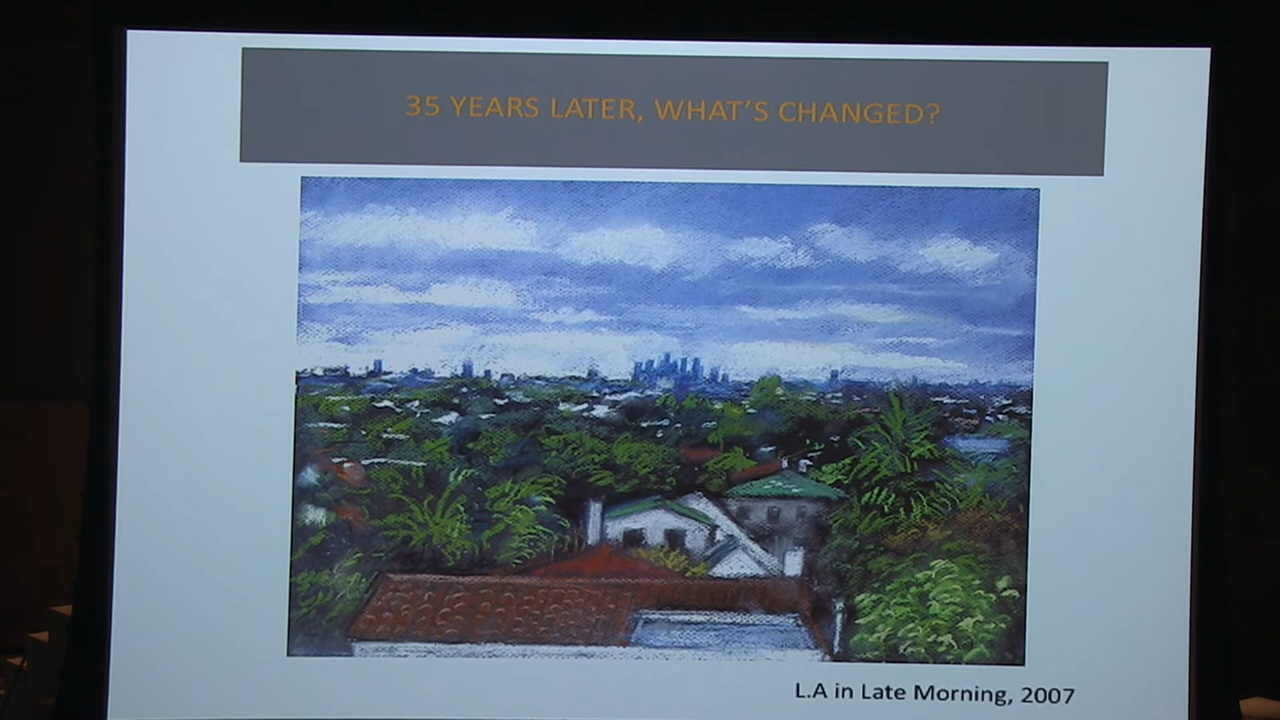 35 YEARS LATER, WHAT'S CHANGED?
L.A in Late Morning, 2007